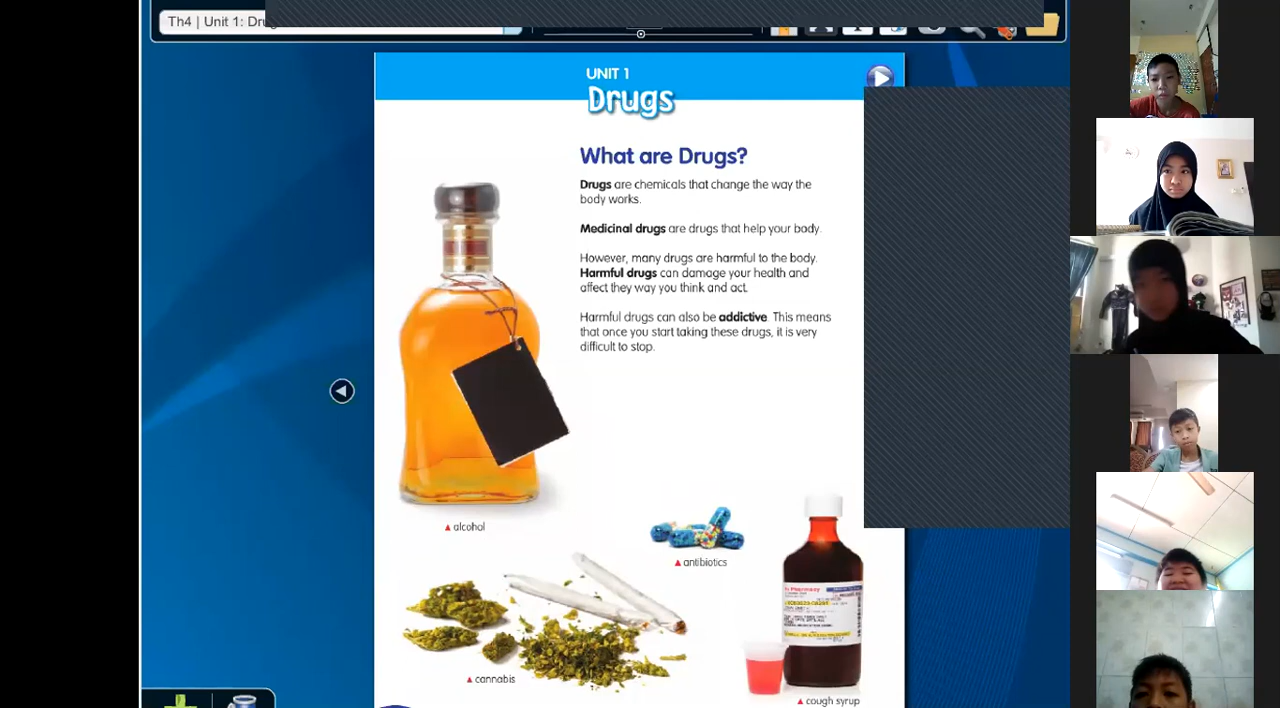 Th4 | Unit 1:
UNIT 1
Drugs
What are Drugs?
Drugs are chemicals that change the way the
body works.
Medicinal drugs are drugs that help your body.
However, many drugs are harmful to the body.
Harmful drugs can damage your health and
affect they way you think and act.
Harmful drugs can also be addictive. This means
that once you start taking these drugs, it is very
difficult to stop.
▲ alcohol
▲ antibiotics
▲ cannabis
▲ cough syrup